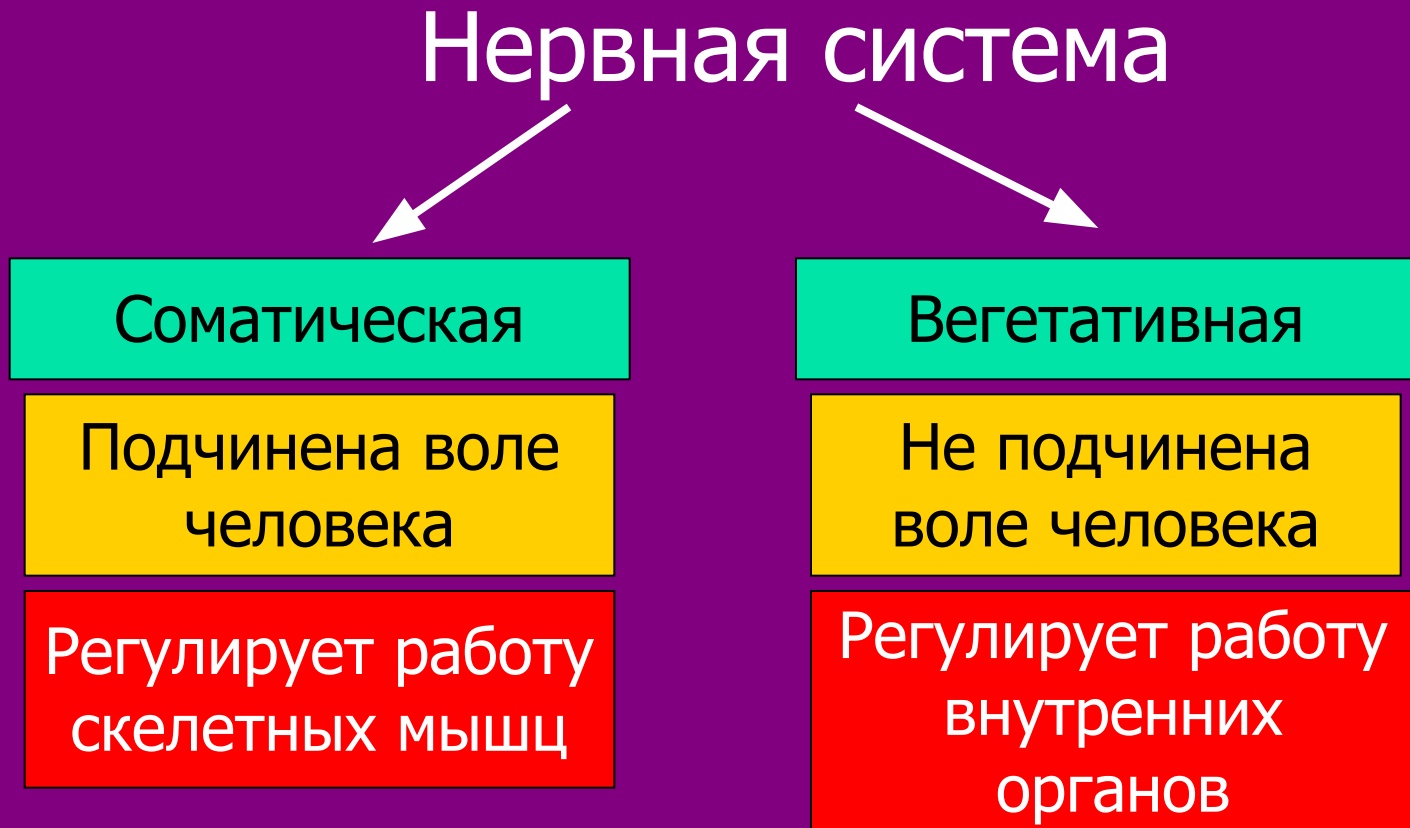 Нервная система
Соматическая
Подчинена воле
человека
Регулирует работу
скелетных мышц
Вегетативная
Не подчинена
воле человека
Регулирует работу
внутренних
органов